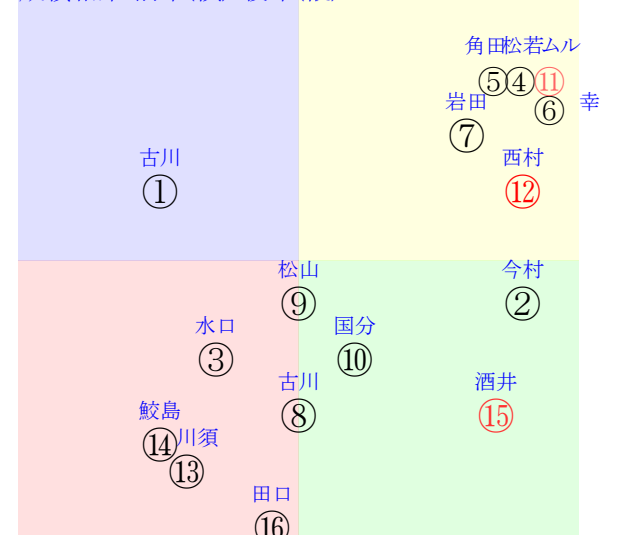 角田松若ムル
⑤④⑪
岩田
⑥
幸
⑦
古川
西村
①
⑫
松山
今村
⑨
②
水口
国分
③
⑩
古川
酒井
⑧
⑮
鮫島
⑭
川須
⑬
田口
⑯